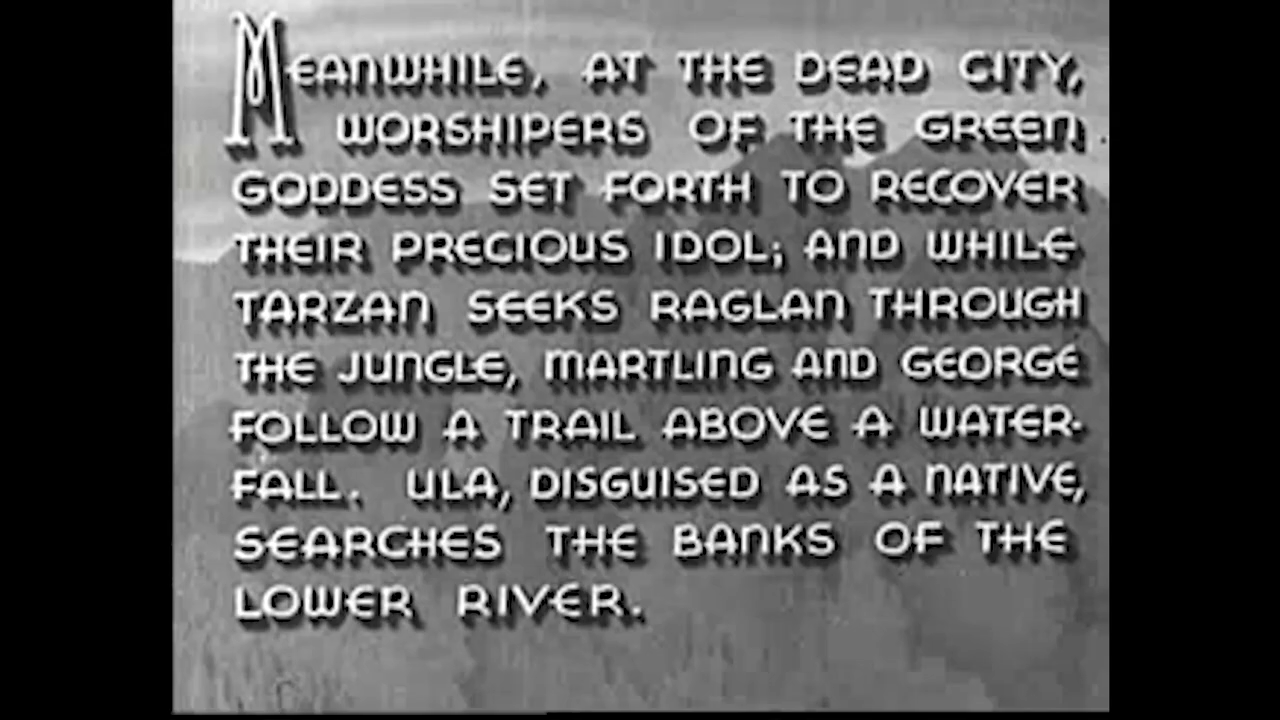 MEANWHILE, AT THE DEAD CITY,
WORSHIPERS OF THE GREEN
GODDESS SET FORTH TO RECOVER
THEIR PRECIOUS IDOL; AND WHILE
TARZAN SEEKS RAGLAN THROUGH
THE JUNGLE, MARTLING AND GEORGE
FOLLOW A TRAIL ABOVE A WATER-
FALL. ULA, DISGUISED AS A NATIVE,
SEARCHES THE BANKS OF THE
LOWER RIVER.